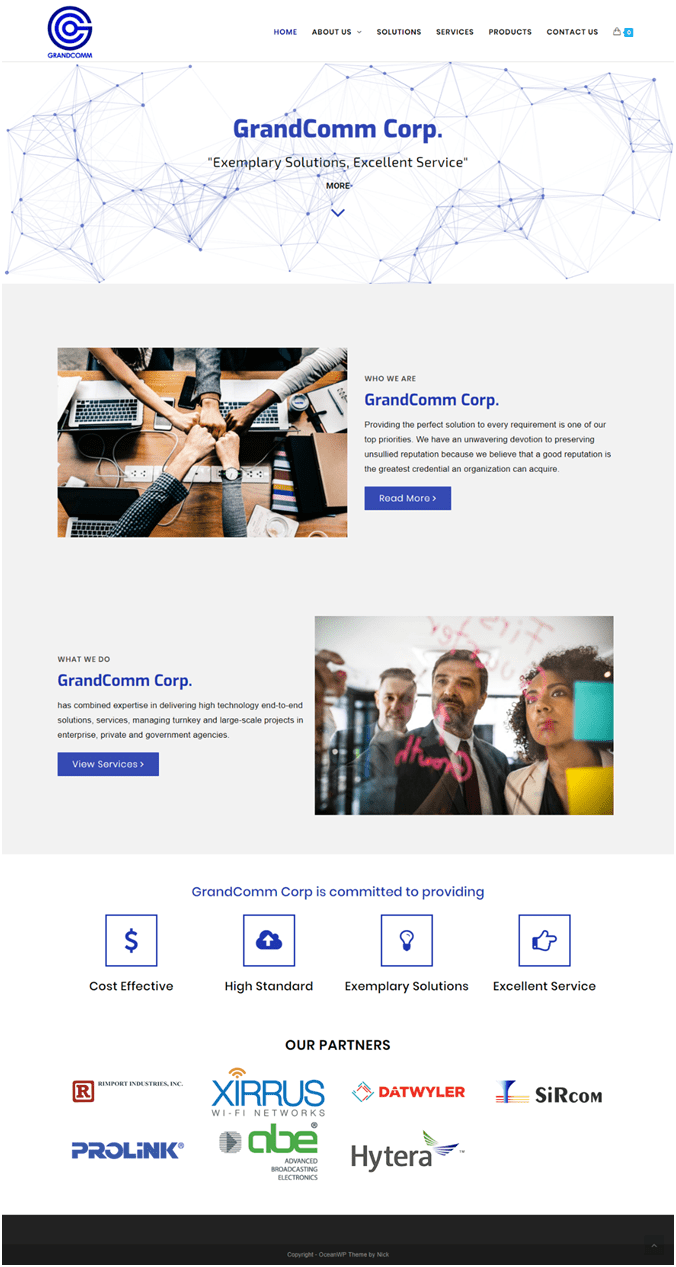 GRANDCOMM
HOME ABOUT US SOLUTIONS SERVICES PRODUCTS CONTACT US 0
GrandComm Corp.
"Exemplary Solutions, Excellent Service"
MORE-
WHO WE ARE
GrandComm Corp.
Providing the perfect solution to every requirement is one of our
top priorities. We have an unwavering devotion to preserving
unsullied reputation because we believe that a good reputation is
the greatest credential an organization can acquire.
Read More >
WHAT WE DO
GrandComm Corp.
has combined expertise in delivering high technology end-to-end
solutions, services, managing turnkey and large-scale projects in
enterprise, private and government agencies.
View Services >
Growth
GrandComm Corp is committed to providing
$
Cost Effective High Standard Exemplary Solutions Excellent Service
OUR PARTNERS
R RIMPORT INDUSTRIES, INC.
XIRRUS
WI-FI NETWORKS
DÄTWYLER
SiRcom
PROLiNK®
abe®
ADVANCED
BROADCASTING
ELECTRONICS
Hytera™
Copyright - OceanWP Theme by Nick